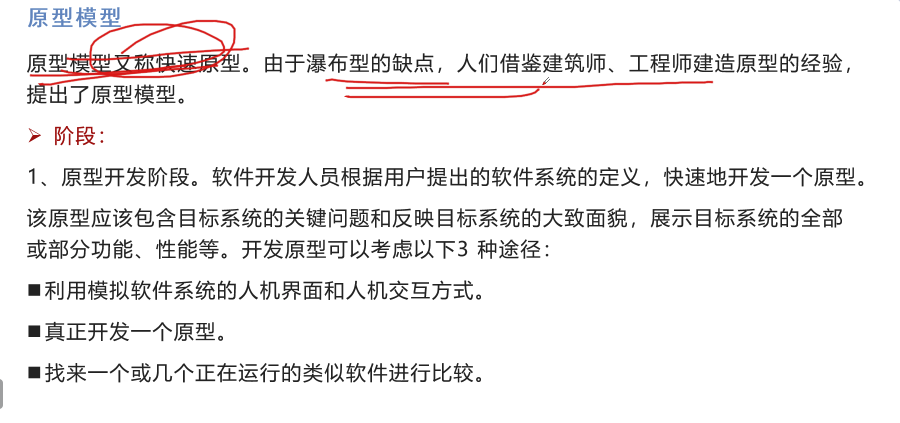 原型模型
原型模型又称快速原型。由于瀑布型的缺点，人们借鉴建筑师、工程师建造原型的经验，
提出了原型模型。
➢ 阶段：
1、原型开发阶段。软件开发人员根据用户提出的软件系统的定义，快速地开发一个原型。
该原型应该包含目标系统的关键问题和反映目标系统的大致面貌，展示目标系统的全部
或部分功能、性能等。开发原型可以考虑以下3 种途径：
■利用模拟软件系统的人机界面和人机交互方式。
■真正开发一个原型。
■找来一个或几个正在运行的类似软件进行比较。